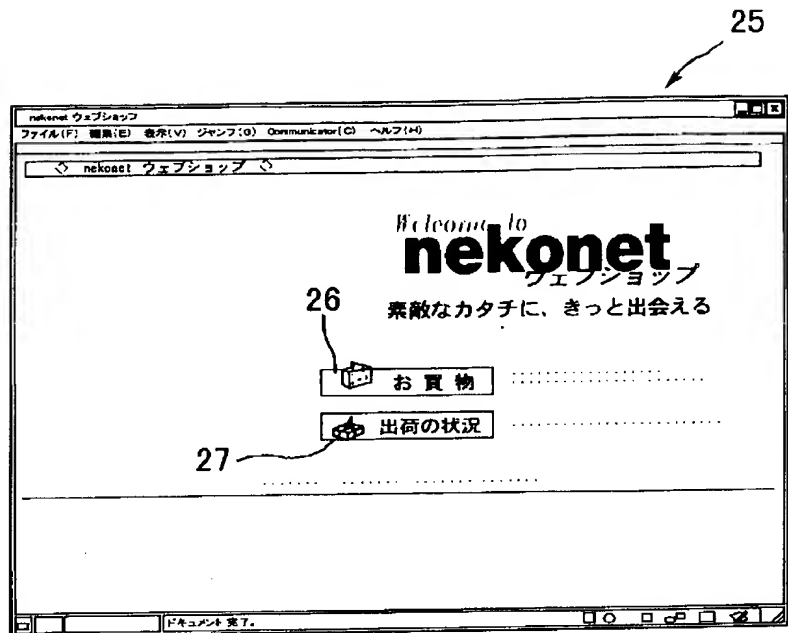 25
nekonet ウェブショップ
ファイル(F) 編集(E) 表示(V) ジャンプ(G) Communicator(C) ヘルプ(H)
nekonet ウェブショップ
Welcome to
nekonet
ウェブショップ
素敵なカタチに、きっと出会える
26
お買物
出荷の状況
27
ドキュメント 完了。